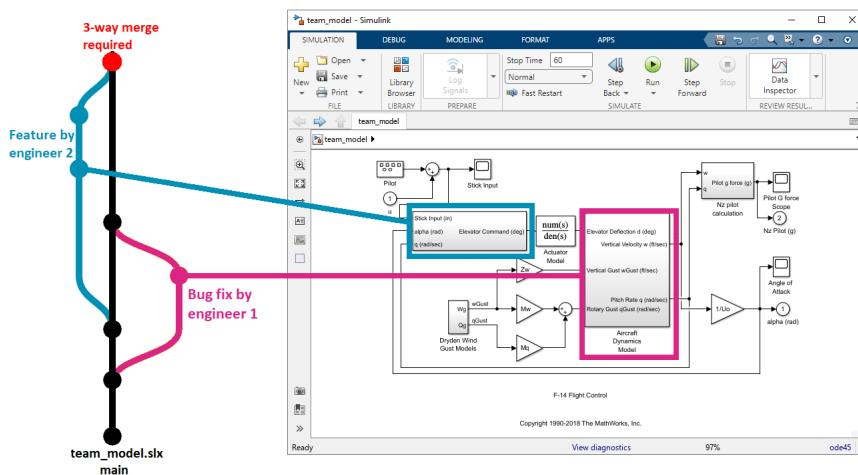 3-way merge
required
Feature by
engineer 2
Bug fix by
engineer 1
team_model.slx
main
team_model - Simulink
SIMULATION DEBUG MODELING FORMAT APPS
New
Open
Save
Print
FILE
Library
Browser
LIBRARY
Log
Signals
PREPARE
Stop Time 60
Normal
Fast Restart
Step
Back
Run
Step
Forward
Stop
SIMULATE
Data
Inspector
REVIEW RESUL...
team_model
team_model
Pilot
Stick Input
1
u
Stick Input (in)
alpha (rad)
q (rad/sec)
Elevator Command (deg)
num(s)
den(s)
Actuator
Model
Elevator Deflection d (deg)
Vertical Velocity w (ft/sec)
Vertical Gust wGust (ft/sec)
Pitch Rate q (rad/sec)
Rotary Gust qGust (rad/sec)
Aircraft
Dynamics
Model
w
q
Pilot g force (g)
Nz pilot
calculation
Pilot G force
Scope
2
Nz Pilot (g)
Zw
Mw
Mq
Wg
Qg
wGust
qGust
Dryden Wind
Gust Models
1/Uo
Angle of
Attack
1
alpha (rad)
F-14 Flight Control
Copyright 1990-2018 The MathWorks, Inc.
Ready View diagnostics 97% ode45